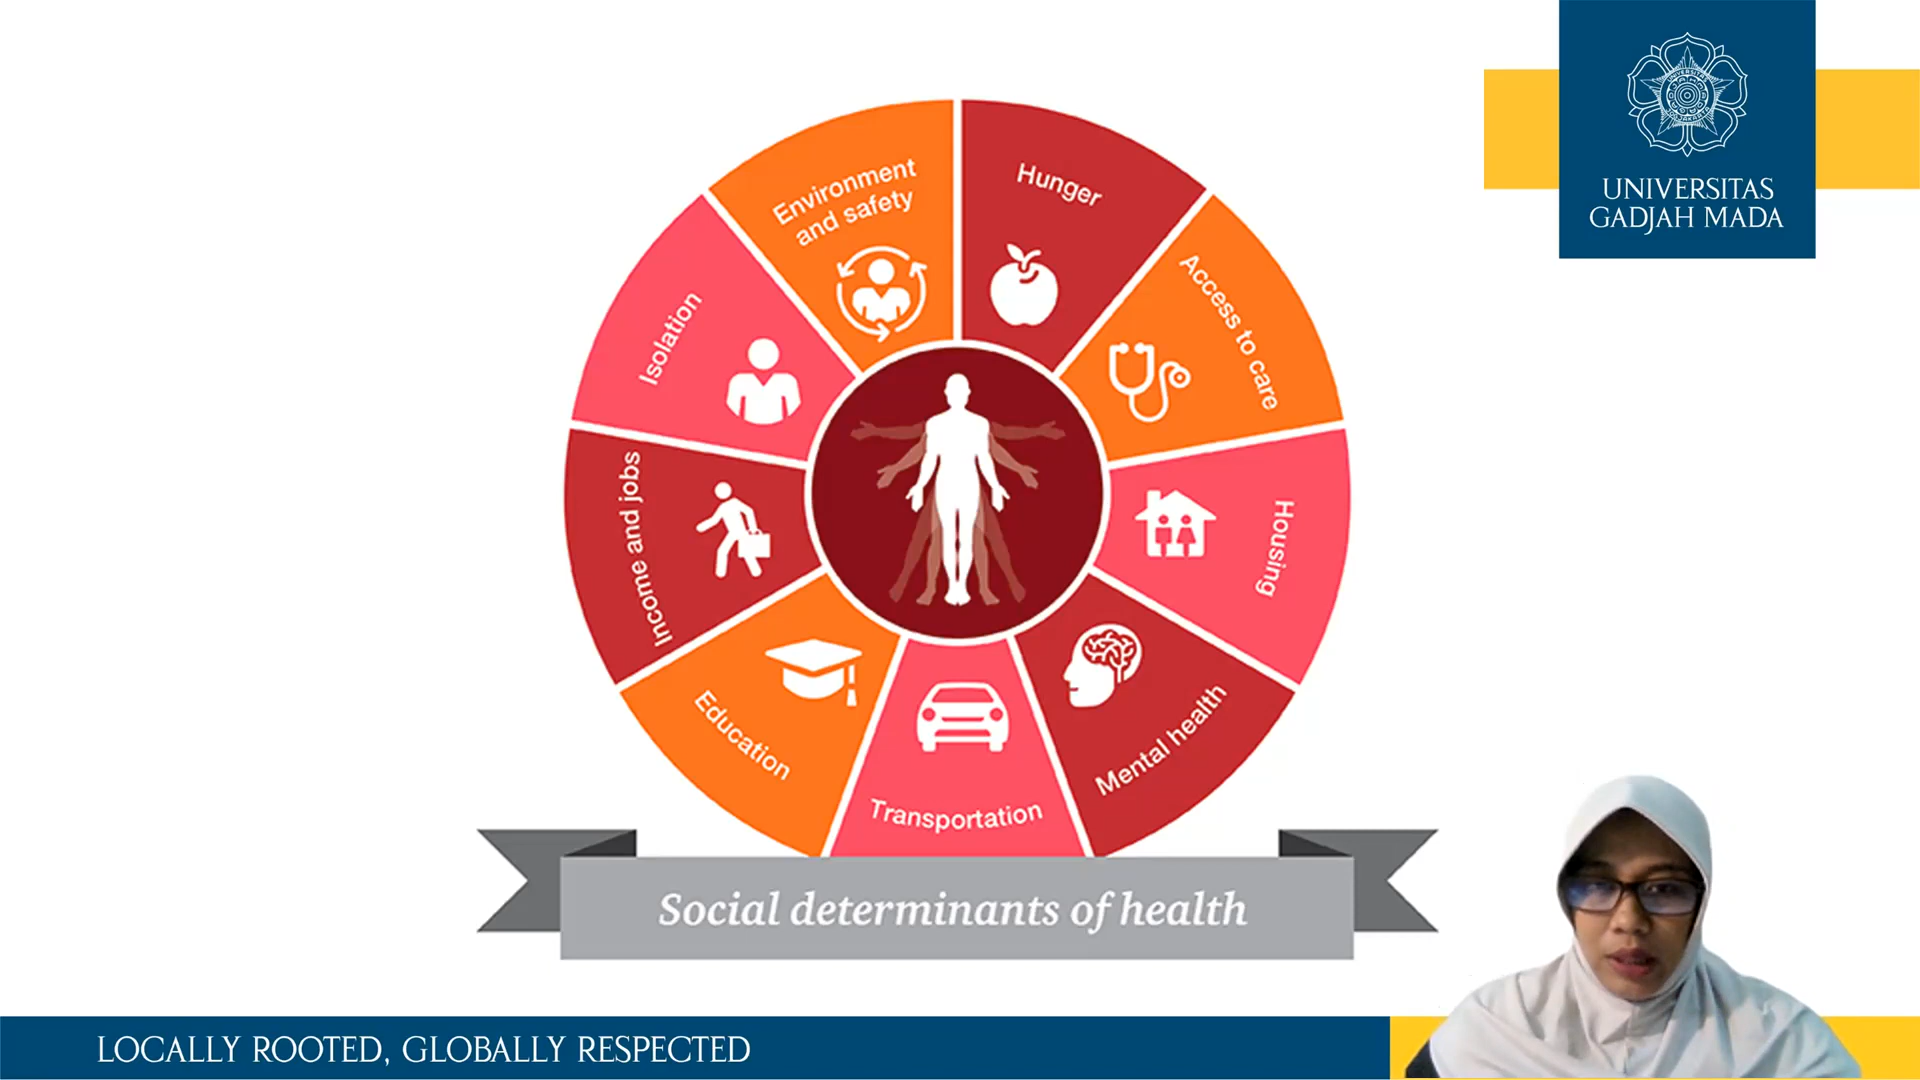 UNIVERSITAS
GADJAH MADA
Environment
and safety
Hunger
Access to care
Housing
Mental health
Transportation
Education
Income and jobs
Isolation
Social determinants of health
LOCALLY ROOTED, GLOBALLY RESPECTED